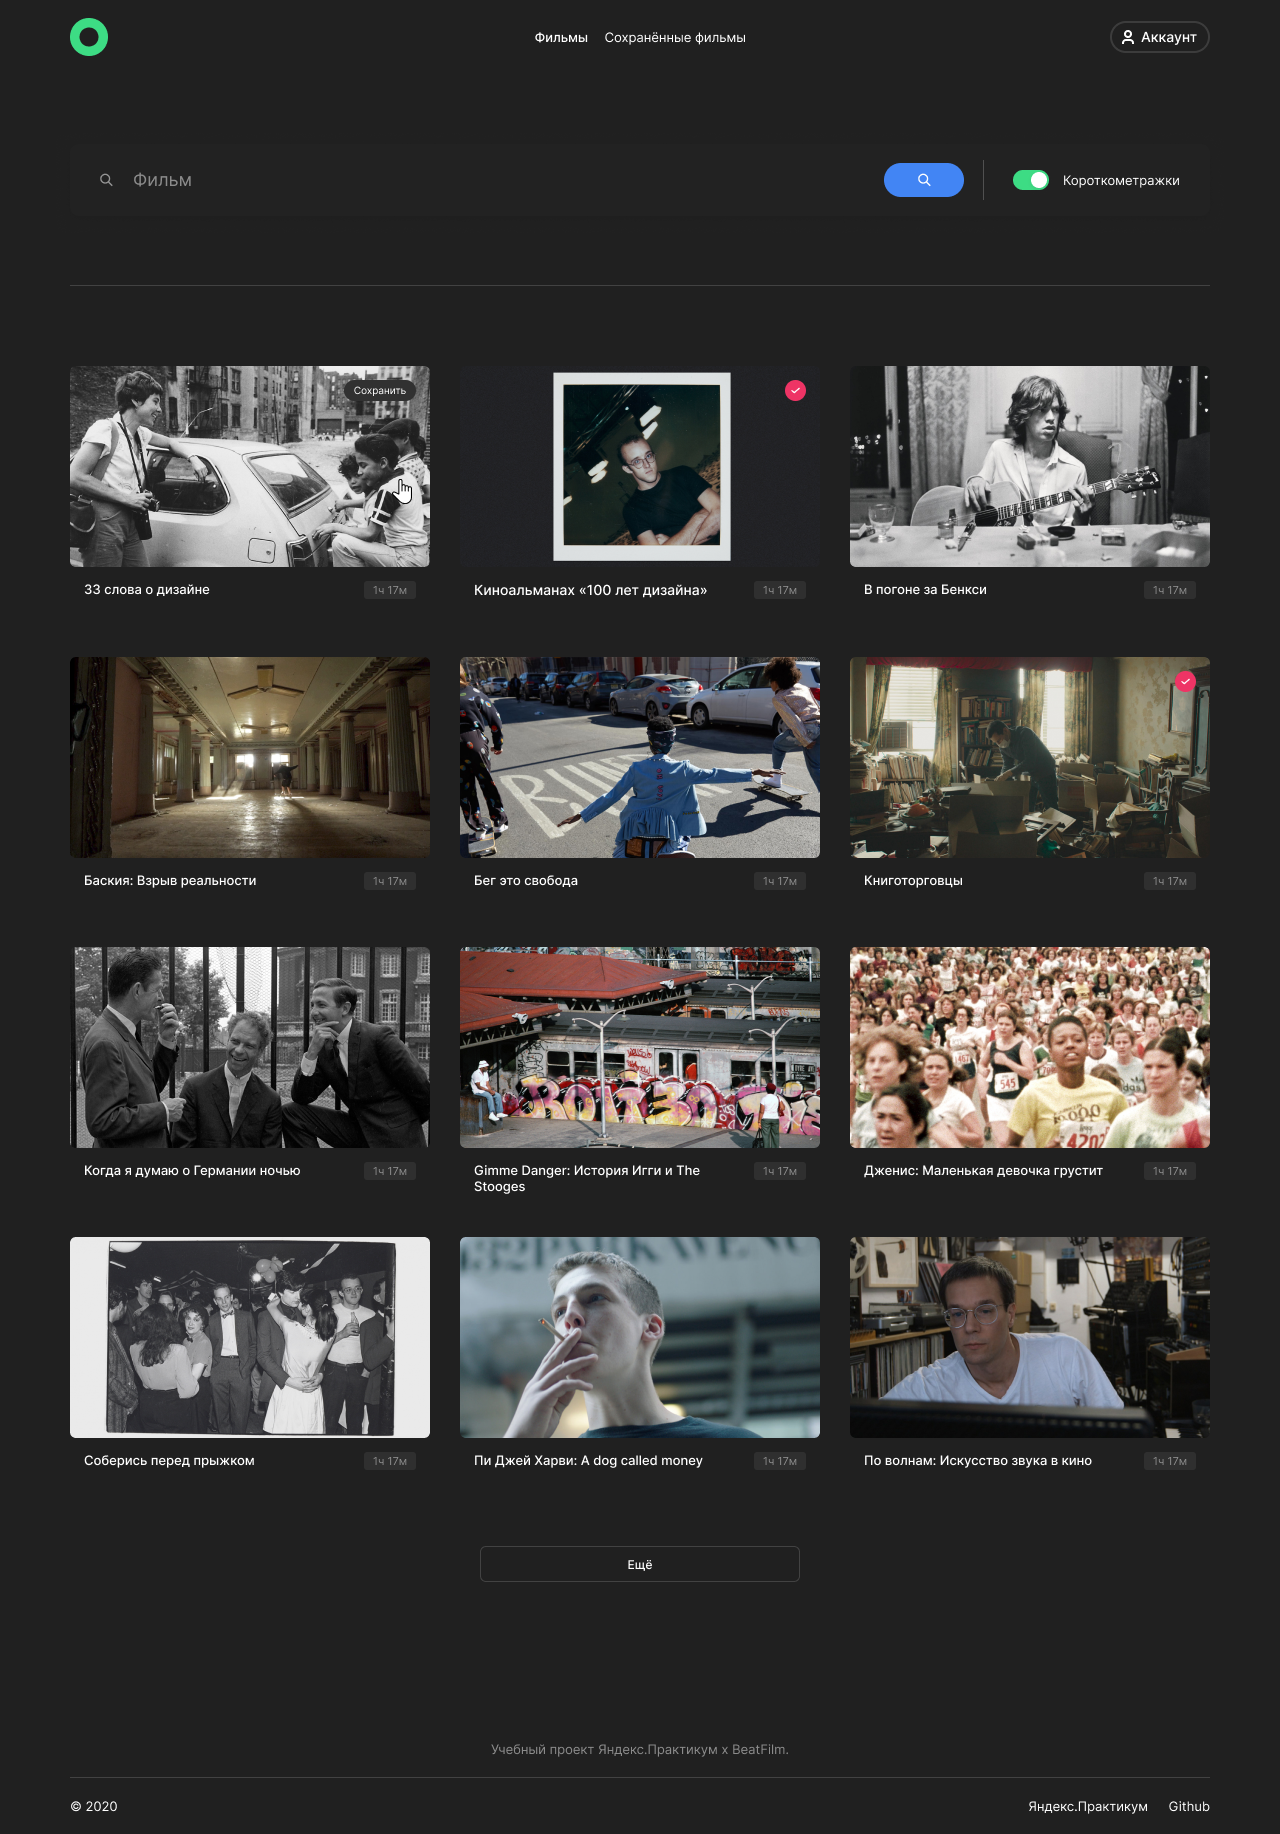 Фильмы Сохранённые фильмы Аккаунт
Фильм Короткометражки
Сохранить
33 слова о дизайне 1ч 17м
Киноальманах «100 лет дизайна» 1ч 17м
В погоне за Бенкси 1ч 17м
RUN
Баския: Взрыв реальности 1ч 17м
Бег это свобода 1ч 17м
Книготорговцы 1ч 17м
545
Когда я думаю о Германии ночью 1ч 17м
Gimme Danger: История Игги и The 1ч 17м
Stooges
Дженис: Маленькая девочка грустит 1ч 17м
Соберись перед прыжком 1ч 17м
Пи Джей Харви: A dog called money 1ч 17м
По волнам: Искусство звука в кино 1ч 17м
Ещё
Учебный проект Яндекс.Практикум х BeatFilm.
© 2020 Яндекс.Практикум Github